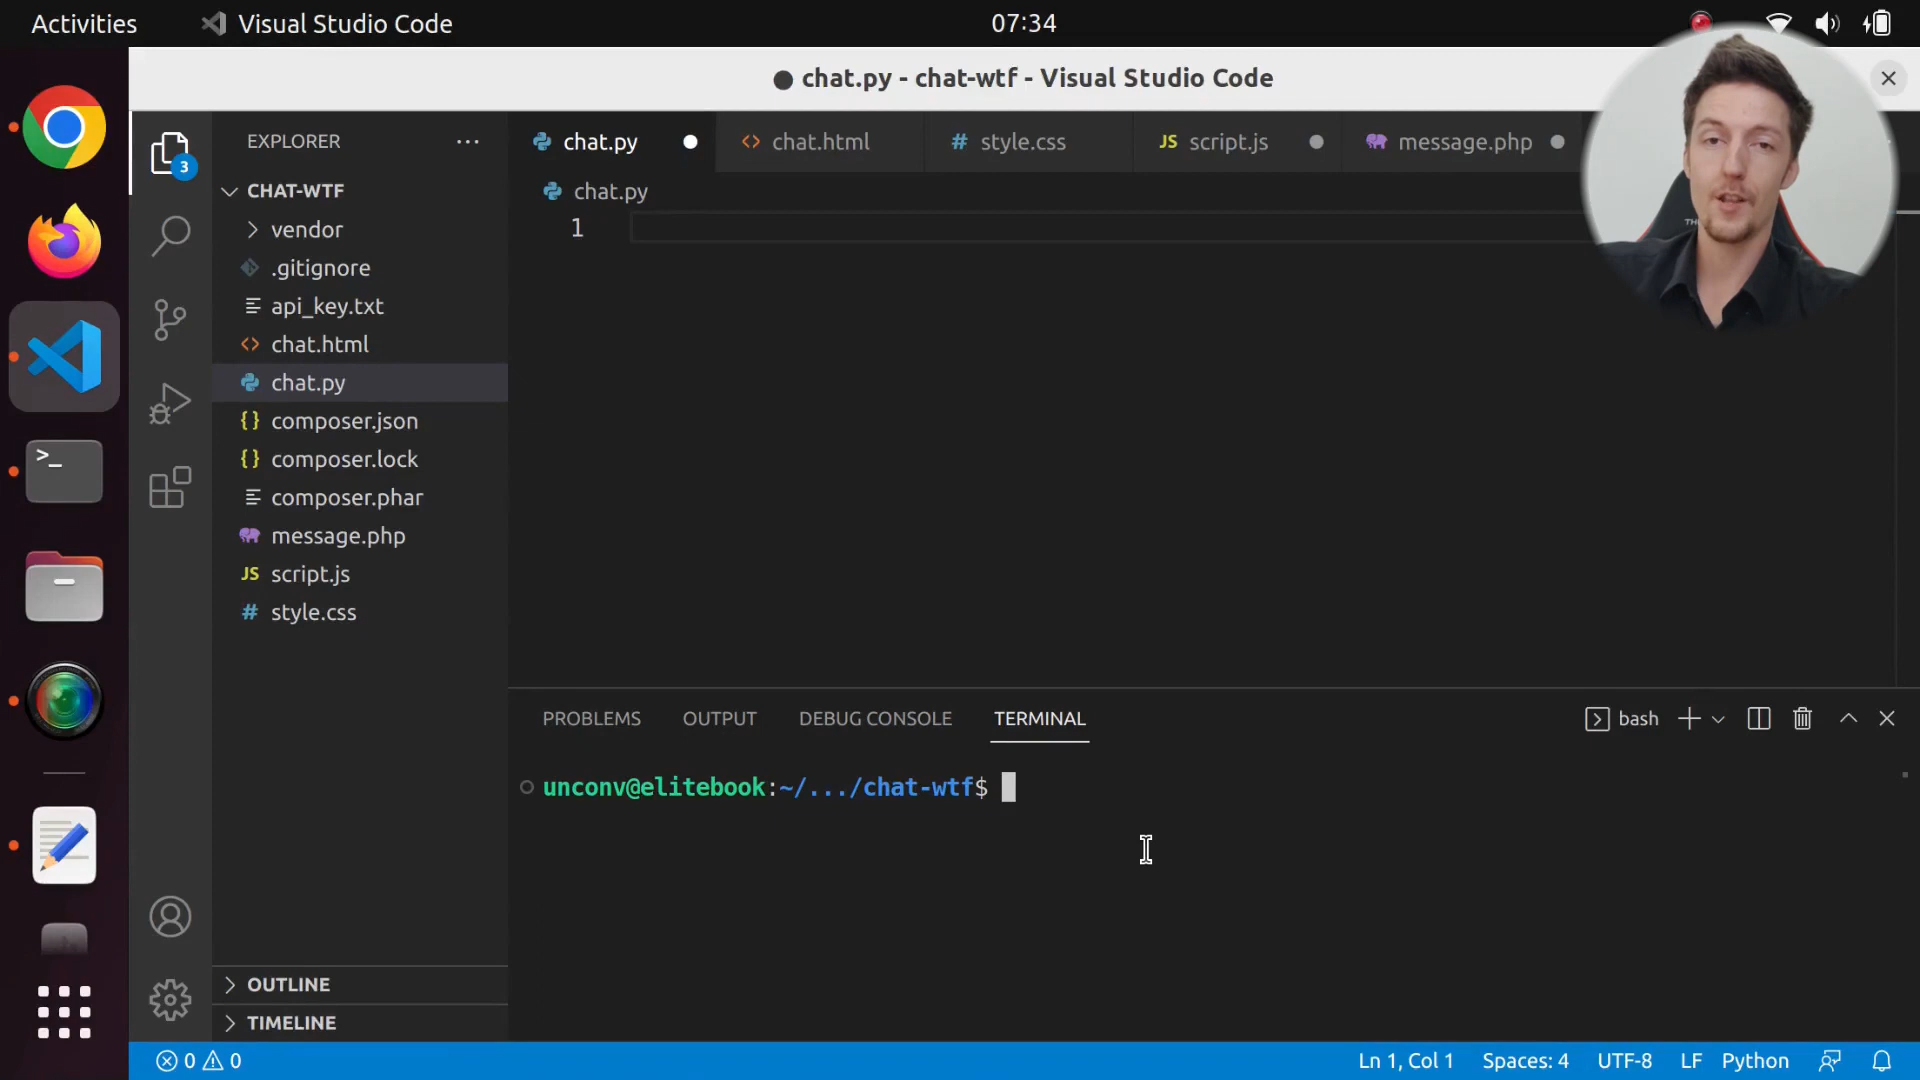 Activities
Visual Studio Code
07:34
● chat.py - chat-wtf - Visual Studio Code
EXPLORER
chat.py
chat.html
style.css
JS script.js
message.php
3
CHAT-WTF
chat.py
vendor
1
.gitignore
api_key.txt
chat.html
chat.py
composer.json
composer.lock
composer.phar
message.php
JS script.js
# style.css
PROBLEMS
OUTPUT
DEBUG CONSOLE
TERMINAL
bash
unconv@elitebook:~/.../chat-wtf$
OUTLINE
TIMELINE
0 0
Ln 1, Col 1
Spaces: 4
UTF-8
LF
Python